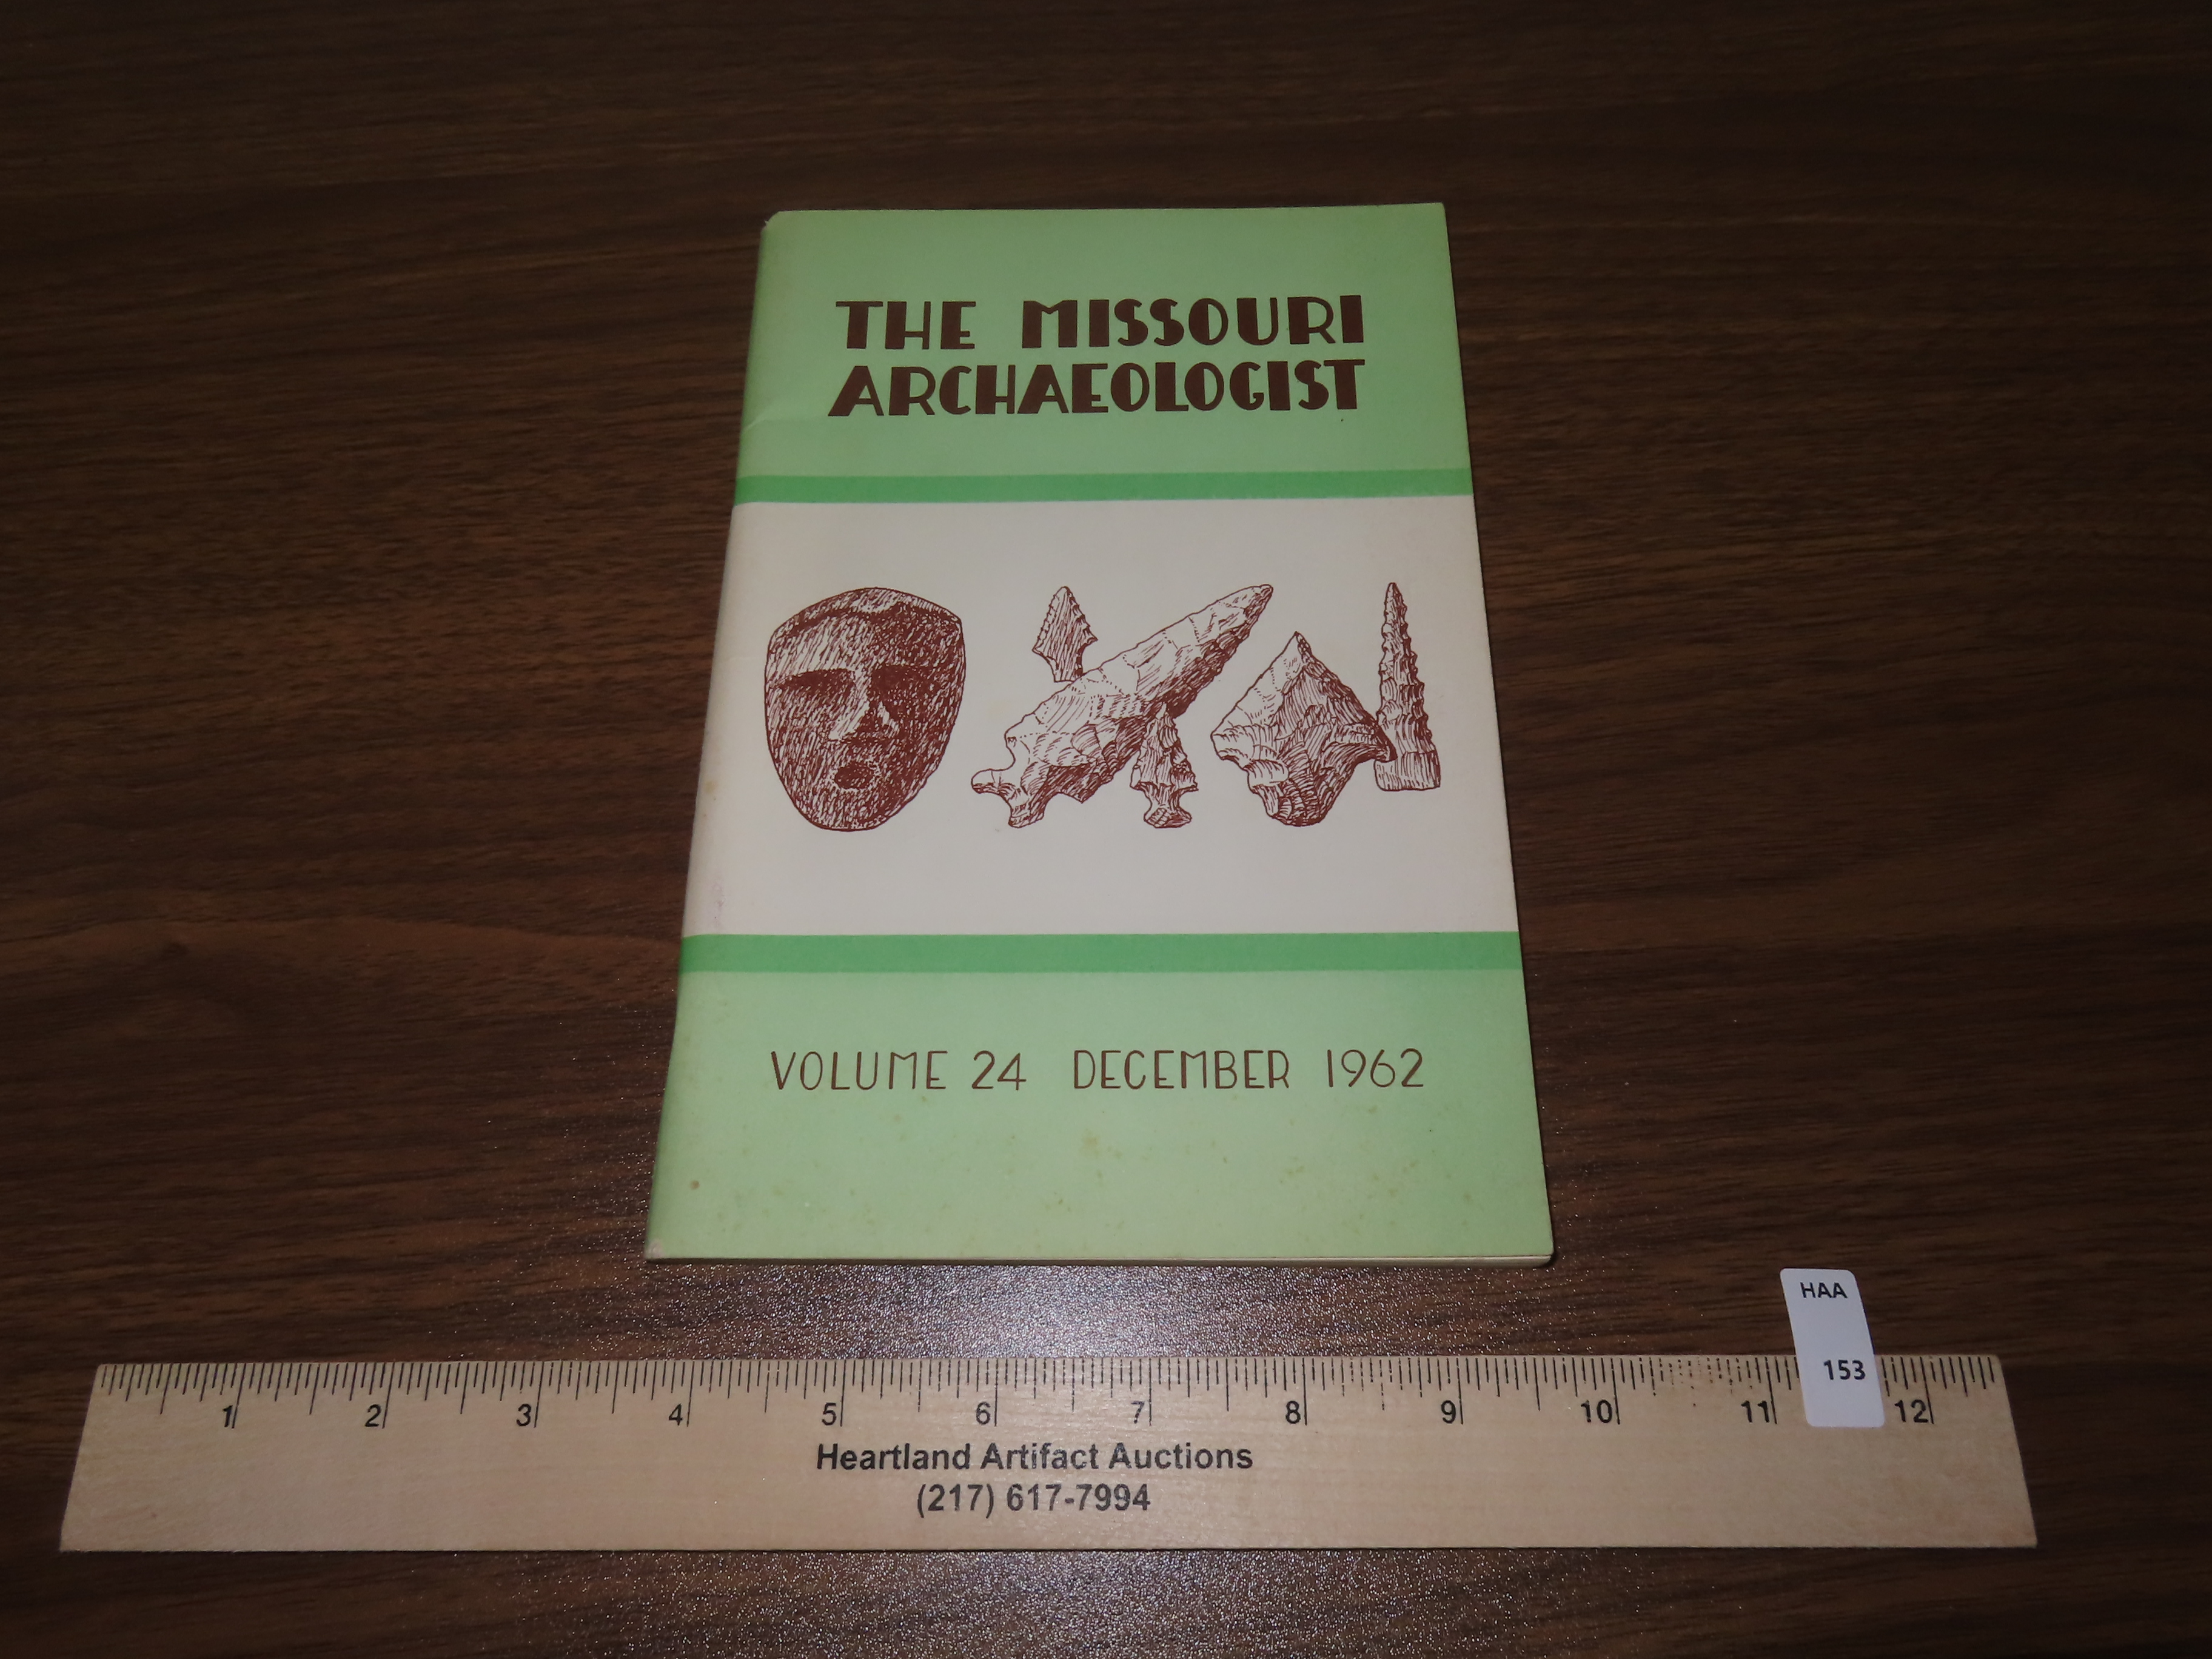 THE MISSOURI
ARCHAEOLOGIST
VOLUME 24 DECEMBER 1962
HAA
153
1 2 3 4 5 6 7 8 9 10 11 12
Heartland Artifact Auctions
(217) 617-7994